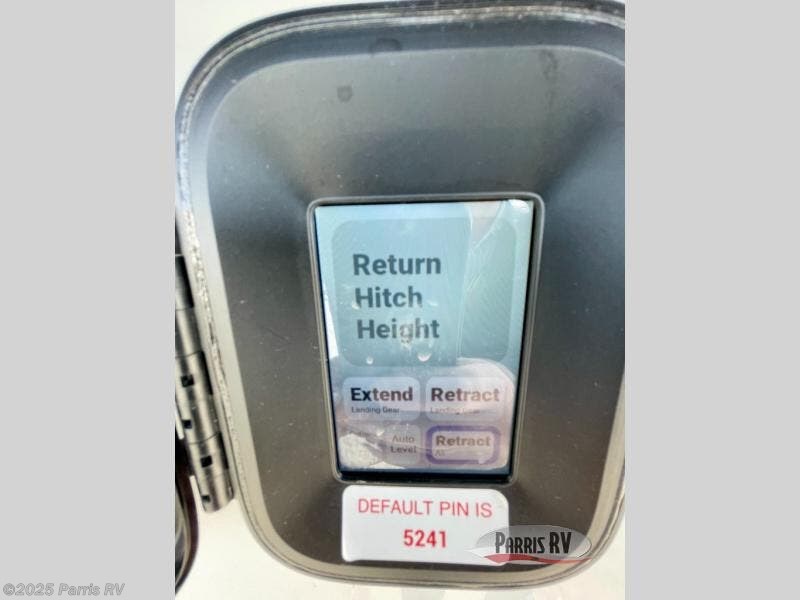 Return
Hitch
Height
Extend
Landing Gear
Retract
Landing Gear
Auto
Level
Retract
All
DEFAULT PIN IS
5241
PARRIS RV
©2025 Parris RV